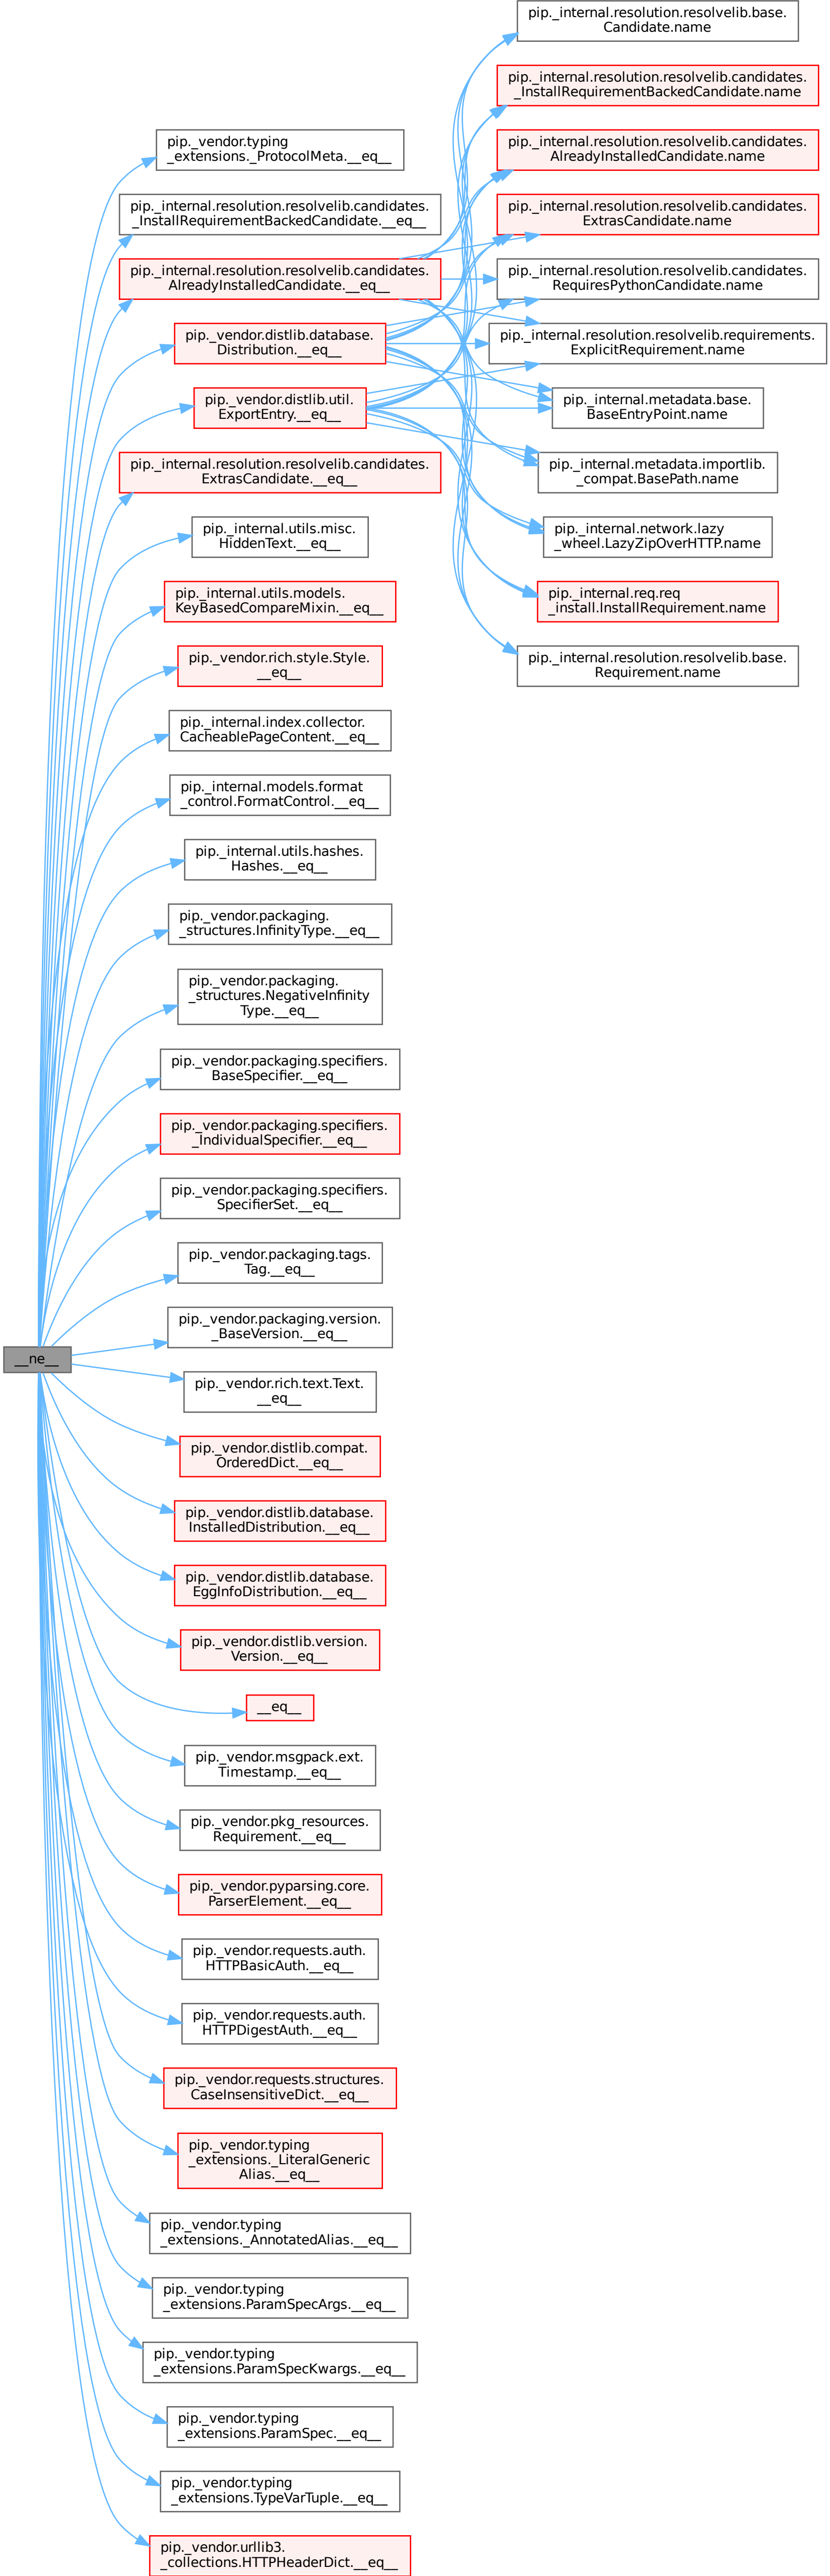 __ne__
pip._vendor.typing
_extensions._ProtocolMeta.__eq__
pip._internal.resolution.resolvelib.candidates.
_InstallRequirementBackedCandidate.__eq__
pip._internal.resolution.resolvelib.candidates.
AlreadyInstalledCandidate.__eq__
pip._vendor.distlib.database.
Distribution.__eq__
pip._vendor.distlib.util.
ExportEntry.__eq__
pip._internal.resolution.resolvelib.candidates.
ExtrasCandidate.__eq__
pip._internal.utils.misc.
HiddenText.__eq__
pip._internal.utils.models.
KeyBasedCompareMixin.__eq__
pip._vendor.rich.style.Style.
__eq__
pip._internal.index.collector.
CacheablePageContent.__eq__
pip._internal.models.format
_control.FormatControl.__eq__
pip._internal.utils.hashes.
Hashes.__eq__
pip._vendor.packaging.
_structures.InfinityType.__eq__
pip._vendor.packaging.
_structures.NegativeInfinity
Type.__eq__
pip._vendor.packaging.specifiers.
BaseSpecifier.__eq__
pip._vendor.packaging.specifiers.
_IndividualSpecifier.__eq__
pip._vendor.packaging.specifiers.
SpecifierSet.__eq__
pip._vendor.packaging.tags.
Tag.__eq__
pip._vendor.packaging.version.
_BaseVersion.__eq__
pip._vendor.rich.text.Text.
__eq__
pip._vendor.distlib.compat.
OrderedDict.__eq__
pip._vendor.distlib.database.
InstalledDistribution.__eq__
pip._vendor.distlib.database.
EggInfoDistribution.__eq__
pip._vendor.distlib.version.
Version.__eq__
__eq__
pip._vendor.msgpack.ext.
Timestamp.__eq__
pip._vendor.pkg_resources.
Requirement.__eq__
pip._vendor.pyparsing.core.
ParserElement.__eq__
pip._vendor.requests.auth.
HTTPBasicAuth.__eq__
pip._vendor.requests.auth.
HTTPDigestAuth.__eq__
pip._vendor.requests.structures.
CaseInsensitiveDict.__eq__
pip._vendor.typing
_extensions._LiteralGeneric
Alias.__eq__
pip._vendor.typing
_extensions._AnnotatedAlias.__eq__
pip._vendor.typing
_extensions.ParamSpecArgs.__eq__
pip._vendor.typing
_extensions.ParamSpecKwargs.__eq__
pip._vendor.typing
_extensions.ParamSpec.__eq__
pip._vendor.typing
_extensions.TypeVarTuple.__eq__
pip._vendor.urllib3.
_collections.HTTPHeaderDict.__eq__
pip._internal.resolution.resolvelib.base.
Candidate.name
pip._internal.resolution.resolvelib.candidates.
_InstallRequirementBackedCandidate.name
pip._internal.resolution.resolvelib.candidates.
AlreadyInstalledCandidate.name
pip._internal.resolution.resolvelib.candidates.
ExtrasCandidate.name
pip._internal.resolution.resolvelib.candidates.
RequiresPythonCandidate.name
pip._internal.resolution.resolvelib.requirements.
ExplicitRequirement.name
pip._internal.metadata.base.
BaseEntryPoint.name
pip._internal.metadata.importlib.
_compat.BasePath.name
pip._internal.network.lazy
_wheel.LazyZipOverHTTP.name
pip._internal.req.req
_install.InstallRequirement.name
pip._internal.resolution.resolvelib.base.
Requirement.name